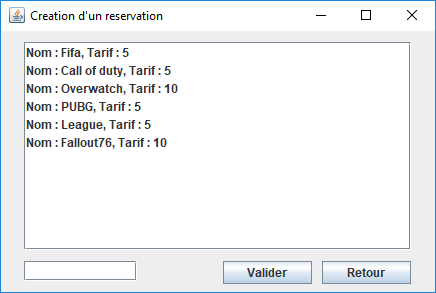 Creation d'un reservation
Nom : Fifa, Tarif : 5
Nom : Call of duty, Tarif : 5
Nom : Overwatch, Tarif : 10
Nom : PUBG, Tarif : 5
Nom : League, Tarif : 5
Nom : Fallout76, Tarif : 10
Valider Retour